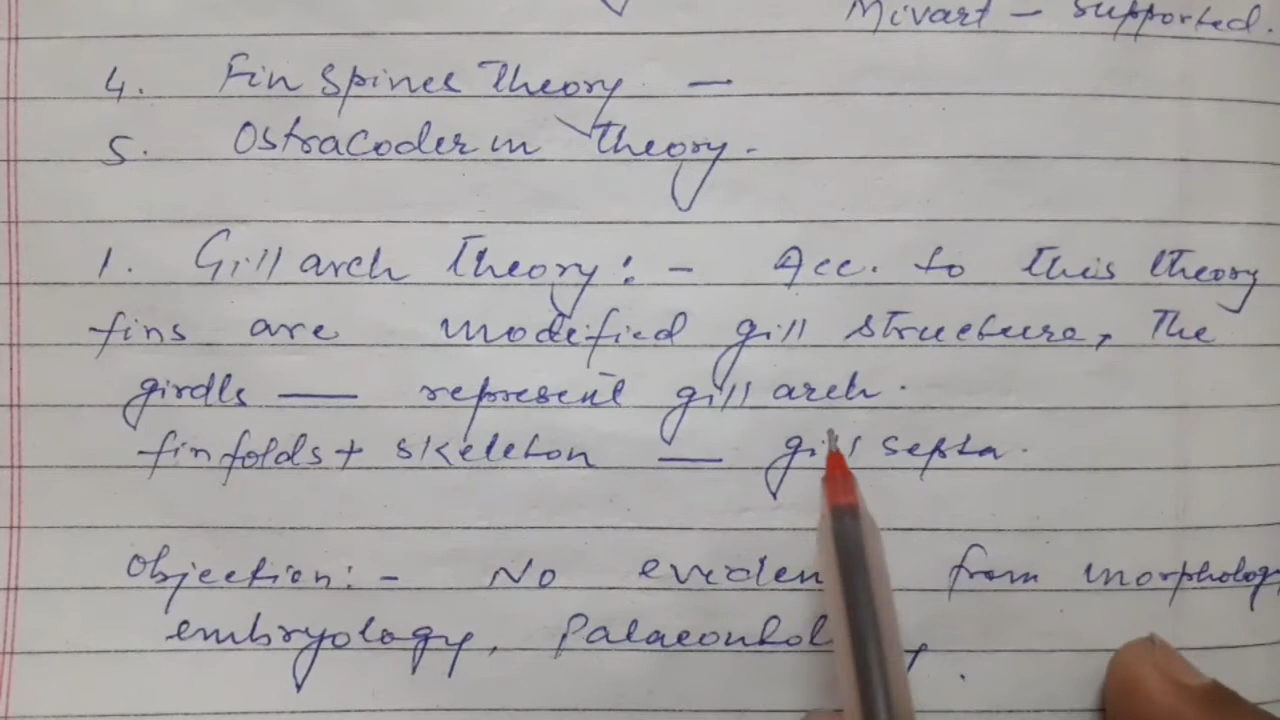 Mivart - supported.
4. Fin Spines Theory -
5. Ostracoderm theory.
1. Gill arch Theory:- Acc. to this theory
fins are modified gill structure, The
girdls — represent gill arch.
finfolds + skeleton — gill septa.
Objection:- No eviden from morpholog
embryology, Palaeontol